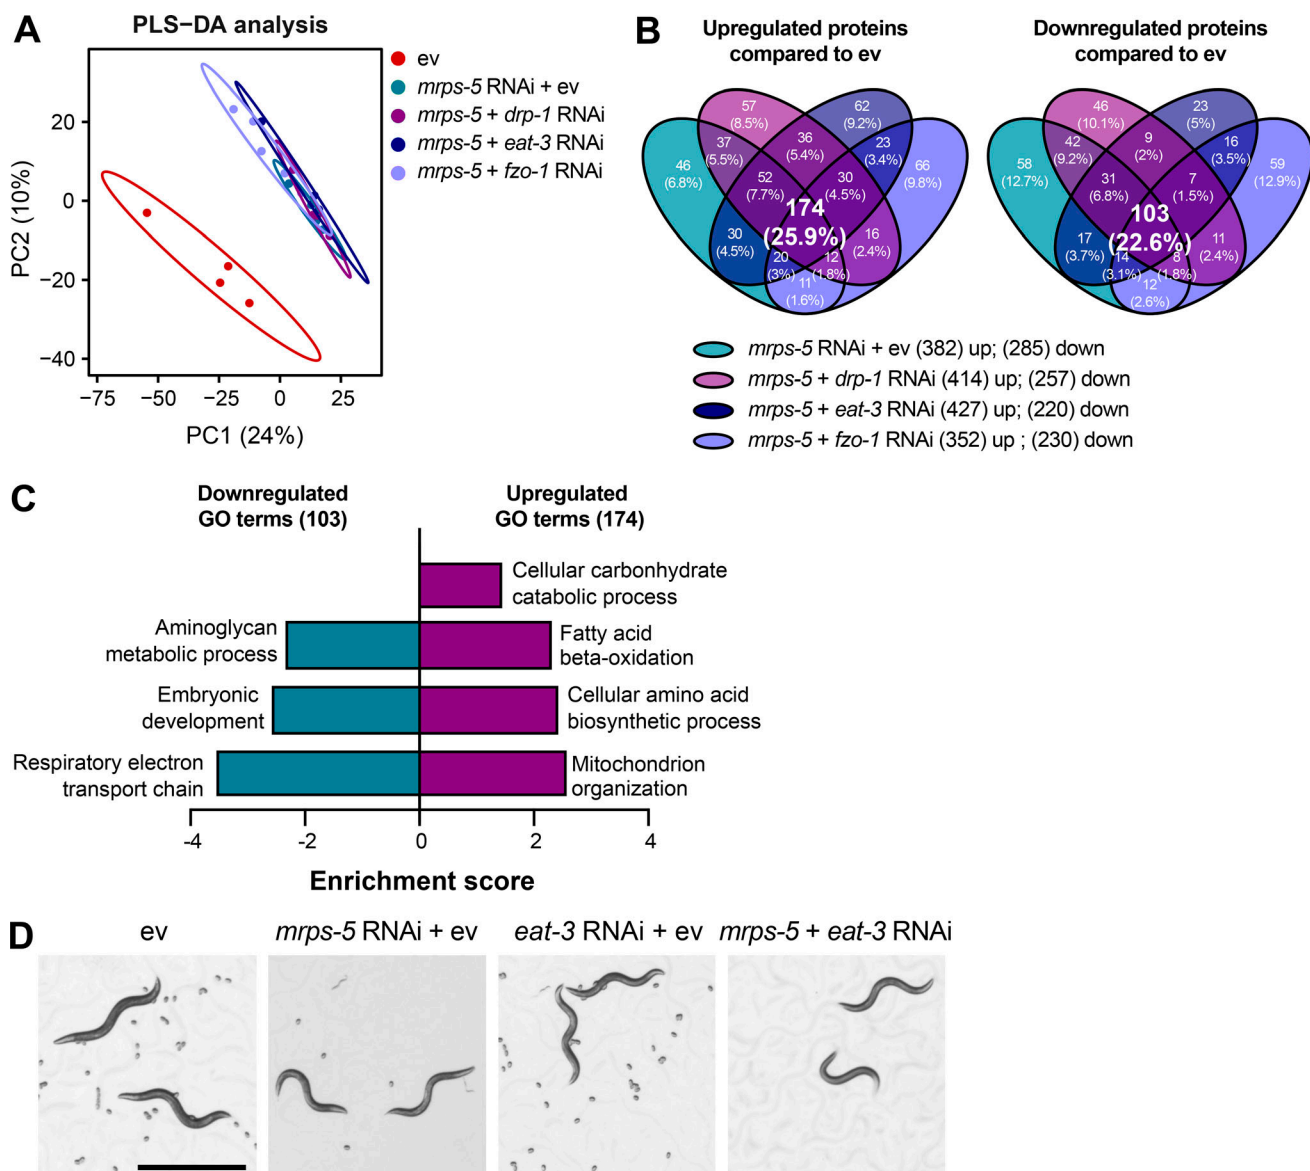 A
PLS–DA analysis
PC2 (10%)
20
0
−20
−40
−75
−50
−25
0
25
PC1 (24%)
ev
mrps-5 RNAi + ev
mrps-5 + drp-1 RNAi
mrps-5 + eat-3 RNAi
mrps-5 + fzo-1 RNAi
B
Upregulated proteins
compared to ev
57
(8.5%)
62
(9.2%)
46
(6.8%)
37
(5.5%)
36
(5.4%)
23
(3.4%)
66
(9.8%)
52
(7.7%)
30
(4.5%)
174
(25.9%)
30
(4.5%)
16
(2.4%)
20
(3%)
12
(1.8%)
11
(1.6%)
Downregulated proteins
compared to ev
46
(10.1%)
23
(5%)
58
(12.7%)
42
(9.2%)
9
(2%)
16
(3.5%)
59
(12.9%)
31
(6.8%)
7
(1.5%)
103
(22.6%)
17
(3.7%)
11
(2.4%)
14
(3.1%)
8
(1.8%)
12
(2.6%)
mrps-5 RNAi + ev (382) up; (285) down
mrps-5 + drp-1 RNAi (414) up; (257) down
mrps-5 + eat-3 RNAi (427) up; (220) down
mrps-5 + fzo-1 RNAi (352) up ; (230) down
C
Downregulated
GO terms (103)
Upregulated
GO terms (174)
Cellular carbonhydrate
catabolic process
Aminoglycan
metabolic process
Fatty acid
beta-oxidation
Embryonic
development
Cellular amino acid
biosynthetic process
Respiratory electron
transport chain
Mitochondrion
organization
-4
-2
0
2
4
Enrichment score
D
ev
mrps-5 RNAi + ev
eat-3 RNAi + ev
mrps-5 + eat-3 RNAi